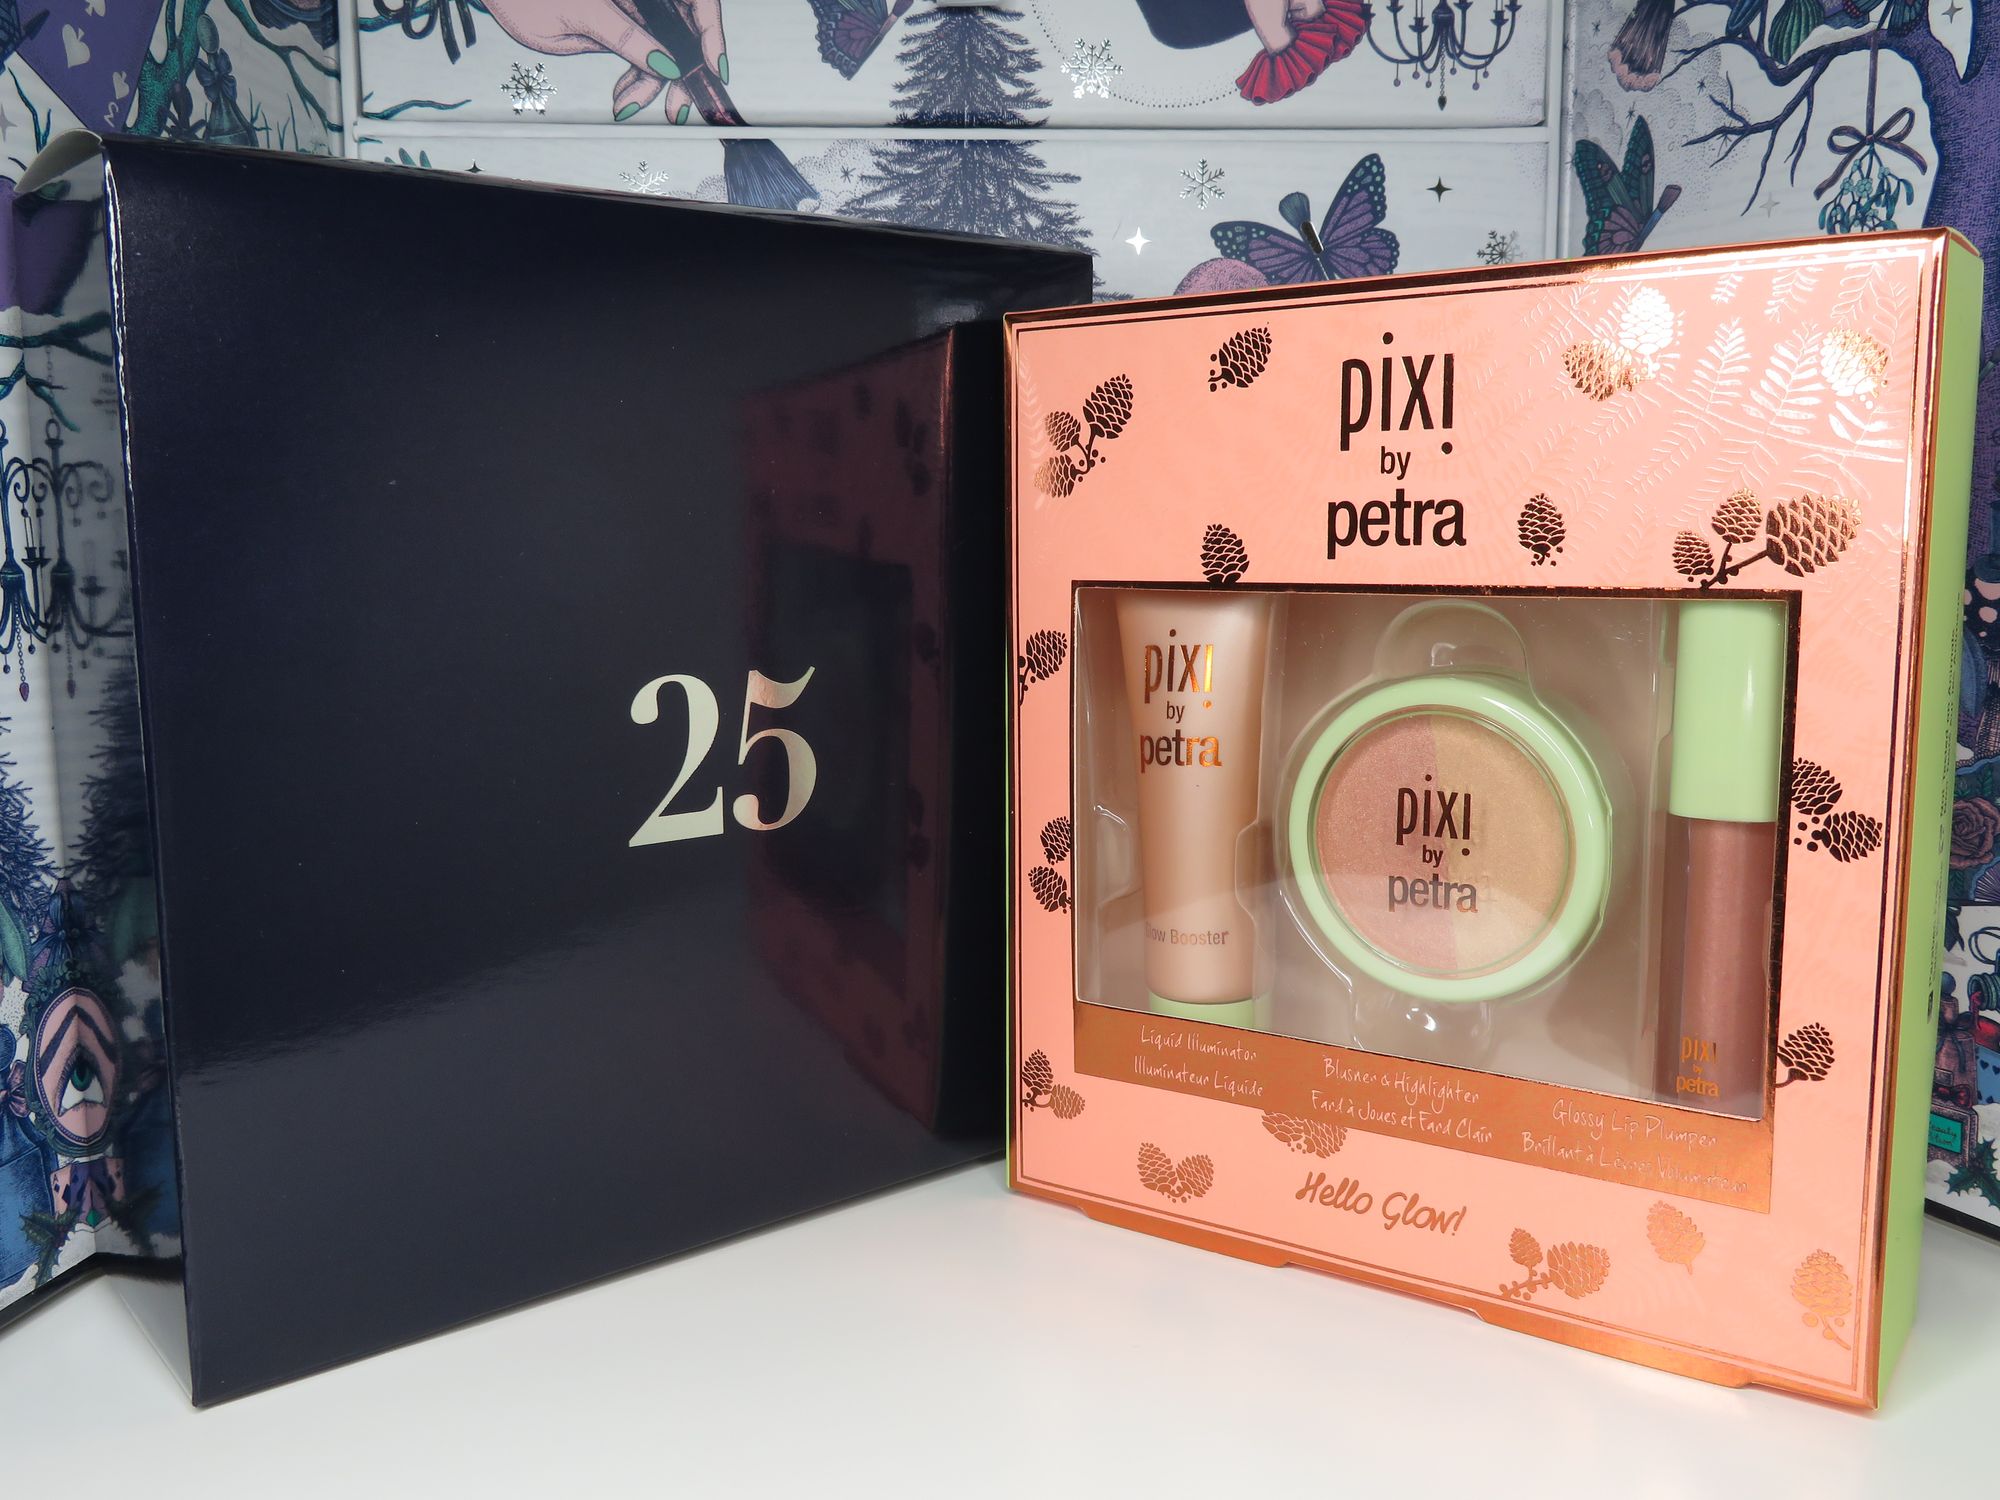 25
pixi
by
petra
pixi
by
petra
Glow Booster
pixi
by
petra
pixi
by
petra
Liquid Illuminator
Illuminateur Liquide
Blusher & Highlighter
Fard à Joues et Fard Clair
Glossy Lip Plumper
Brillant à Lèvres Volumateur
Hello Glow!